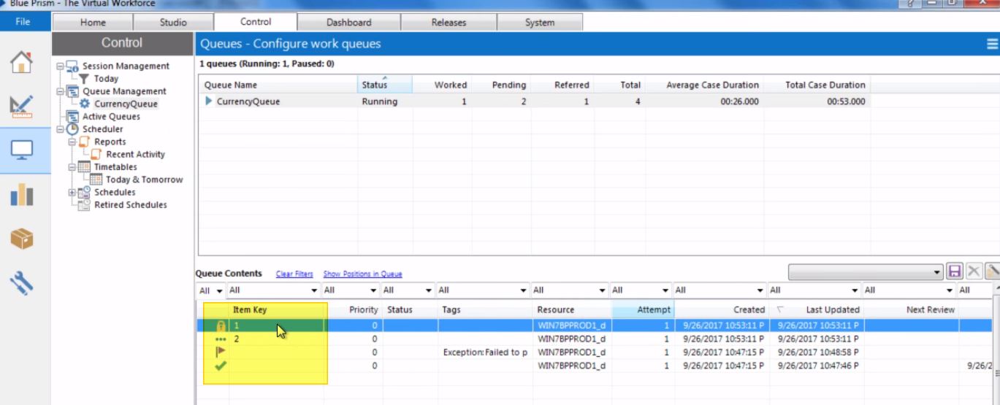 Blue Prism - The Virtual Workforce
File Home Studio Control Dashboard Releases System
Control
Queues - Configure work queues
1 queues (Running: 1, Paused: 0)
Session Management
Today
Queue Management
CurrencyQueue
Active Queues
Scheduler
Reports
Recent Activity
Timetables
Today & Tomorrow
Schedules
Retired Schedules
Queue Name Status Worked Pending Referred Total Average Case Duration Total Case Duration
CurrencyQueue Running 1 2 1 4 00:26.000 00:53.000
Queue Contents Clear Filters Show Positions in Queue
All All All All All All All All All All All
Item Key Priority Status Tags Resource Attempt Created Last Updated Next Review
1 0 WIN7BPPROD1_d 1 9/26/2017 10:53:11 P 9/26/2017 10:53:11 P
2 0 WIN7BPPROD1_d 1 9/26/2017 10:53:11 P 9/26/2017 10:53:11 P
0 Exception: Failed to p WIN7BPPROD1_d 1 9/26/2017 10:47:15 P 9/26/2017 10:48:58 P
0 WIN7BPPROD1_d 1 9/26/2017 10:47:15 P 9/26/2017 10:47:46 P 9/26/2